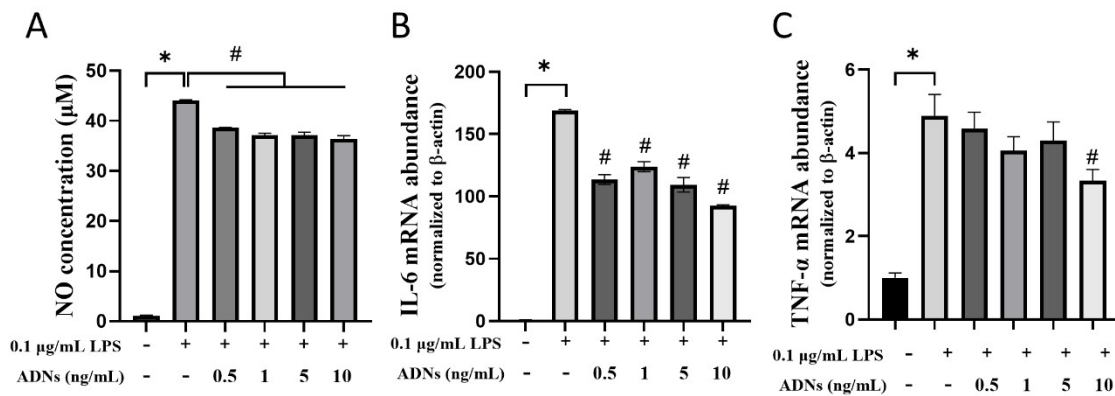 A
NO concentration (μM)
50
40
30
20
10
0
*
#
0.1 μg/mL LPS - + + + + +
ADNs (ng/mL) - - 0.5 1 5 10
B
IL-6 mRNA abundance
(normalized to β-actin)
200
150
100
50
0
*
#
#
#
#
0.1 μg/mL LPS - + + + + +
ADNs (ng/mL) - - 0.5 1 5 10
C
TNF-α mRNA abundance
(normalized to β-actin)
6
4
2
0
*
#
0.1 μg/mL LPS - + + + + +
ADNs (ng/mL) - - 0.5 1 5 10